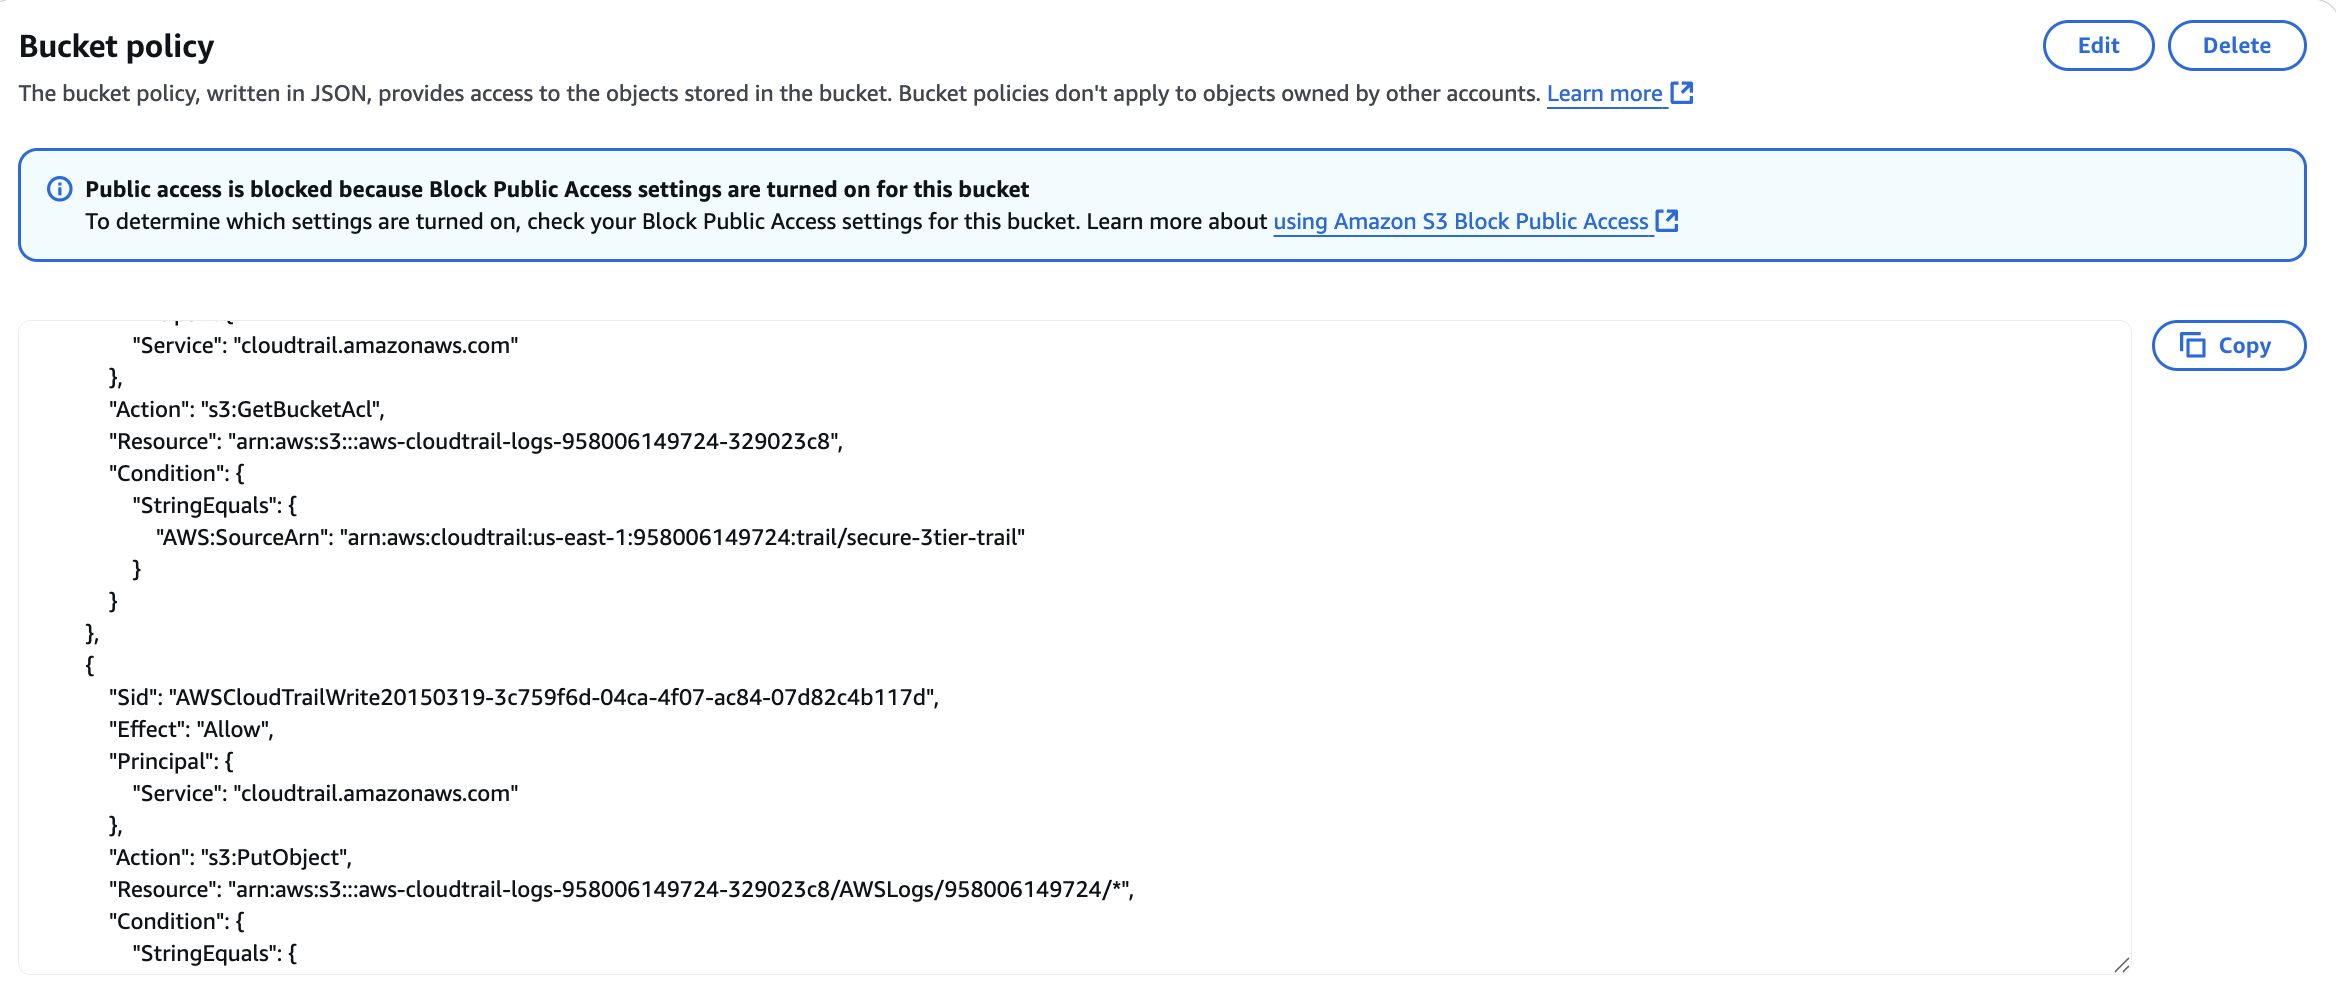 Bucket policy
Edit
Delete
The bucket policy, written in JSON, provides access to the objects stored in the bucket. Bucket policies don't apply to objects owned by other accounts. Learn more
Public access is blocked because Block Public Access settings are turned on for this bucket
To determine which settings are turned on, check your Block Public Access settings for this bucket. Learn more about using Amazon S3 Block Public Access
Copy
"Service": "cloudtrail.amazonaws.com"
},
"Action": "s3:GetBucketAcl",
"Resource": "arn:aws:s3:::aws-cloudtrail-logs-958006149724-329023c8",
"Condition": {
"StringEquals": {
"AWS:SourceArn": "arn:aws:cloudtrail:us-east-1:958006149724:trail/secure-3tier-trail"
}
}
},
{
"Sid": "AWSCloudTrailWrite20150319-3c759f6d-04ca-4f07-ac84-07d82c4b117d",
"Effect": "Allow",
"Principal": {
"Service": "cloudtrail.amazonaws.com"
},
"Action": "s3:PutObject",
"Resource": "arn:aws:s3:::aws-cloudtrail-logs-958006149724-329023c8/AWSLogs/958006149724/*",
"Condition": {
"StringEquals": {